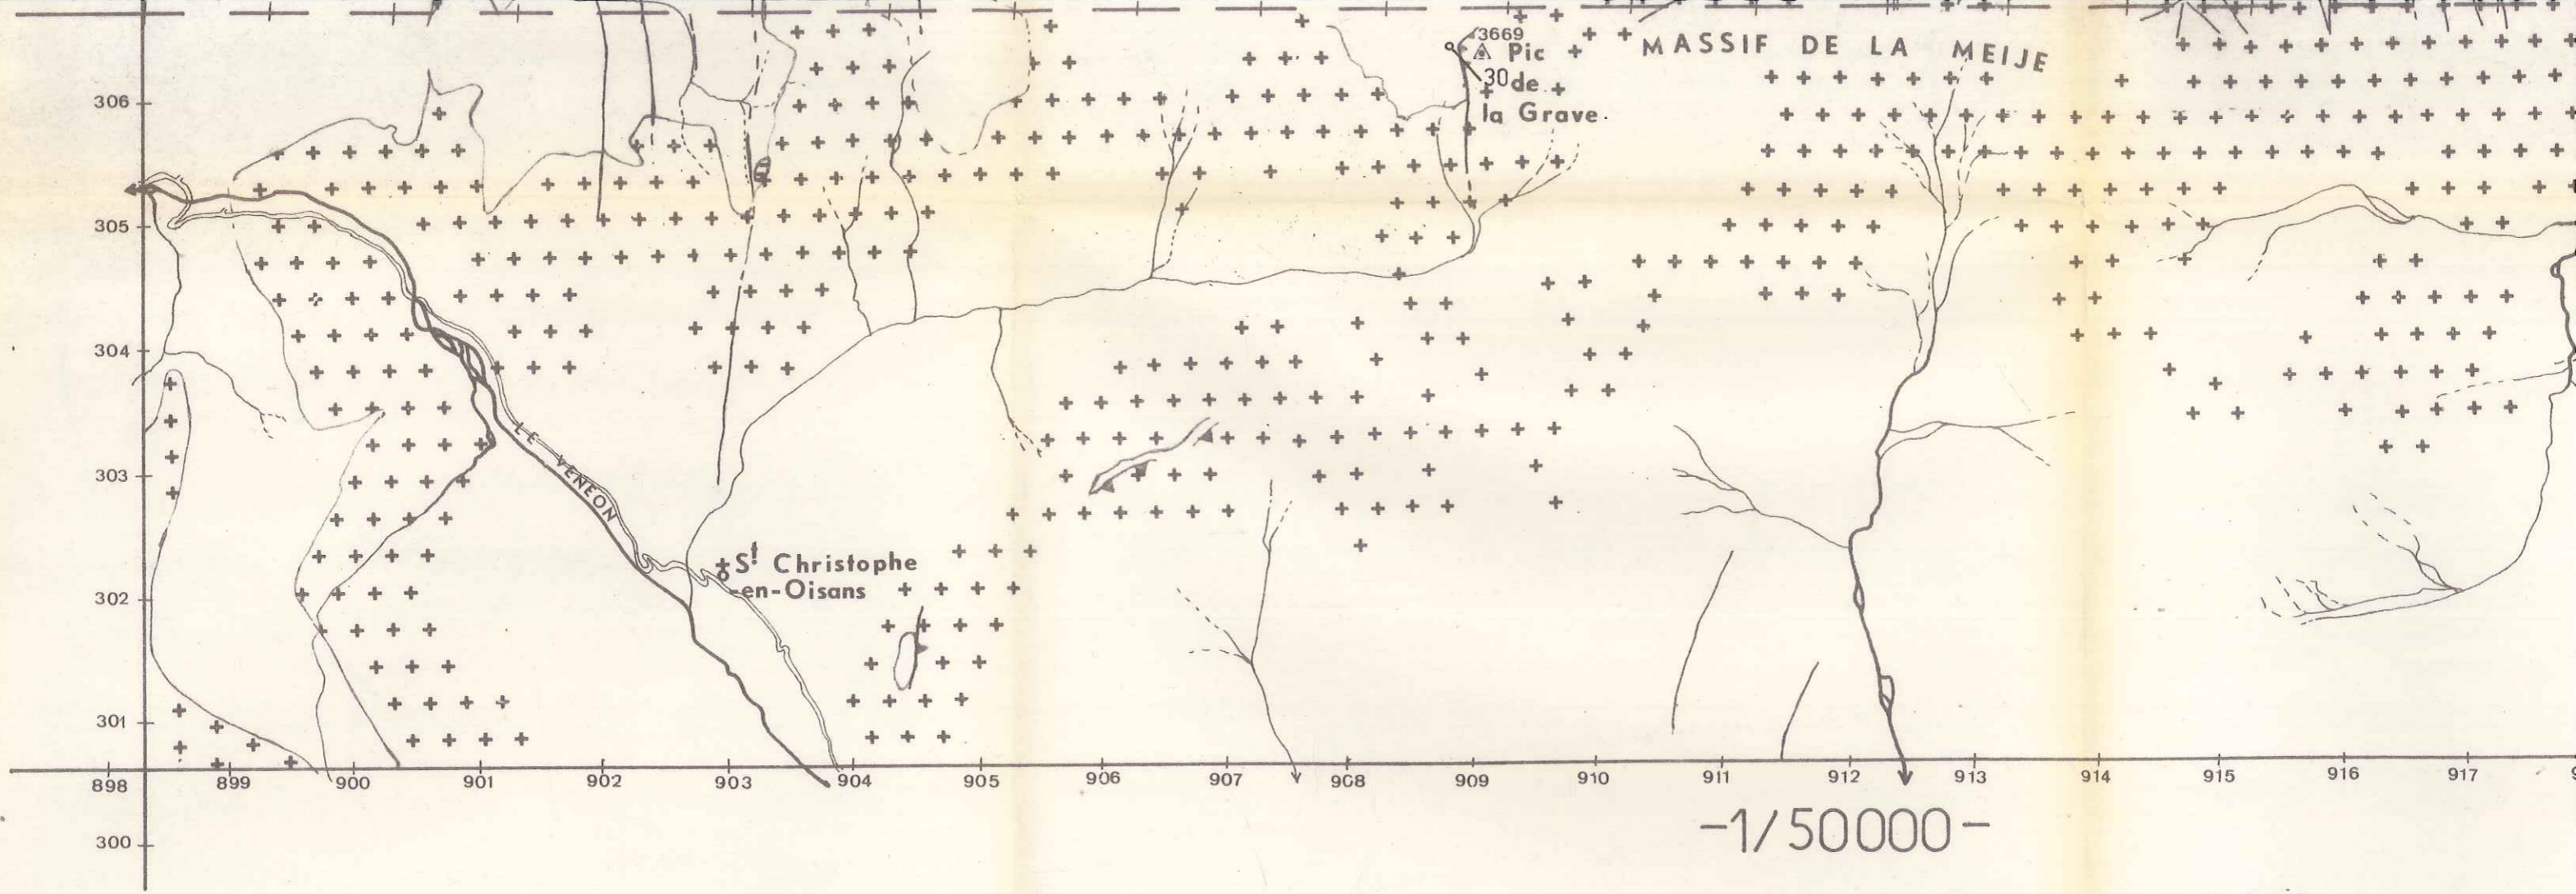 3669
Pic
30 de
la Grave.
MASSIF DE LA MEIJE
306
305
304
303
302
301
300
LE VENEON
St Christophe
-en-Oisans
898 899 900 901 902 903 904 905 906 907 908 909 910 911 912 913 914 915 916 917
-1/50000-